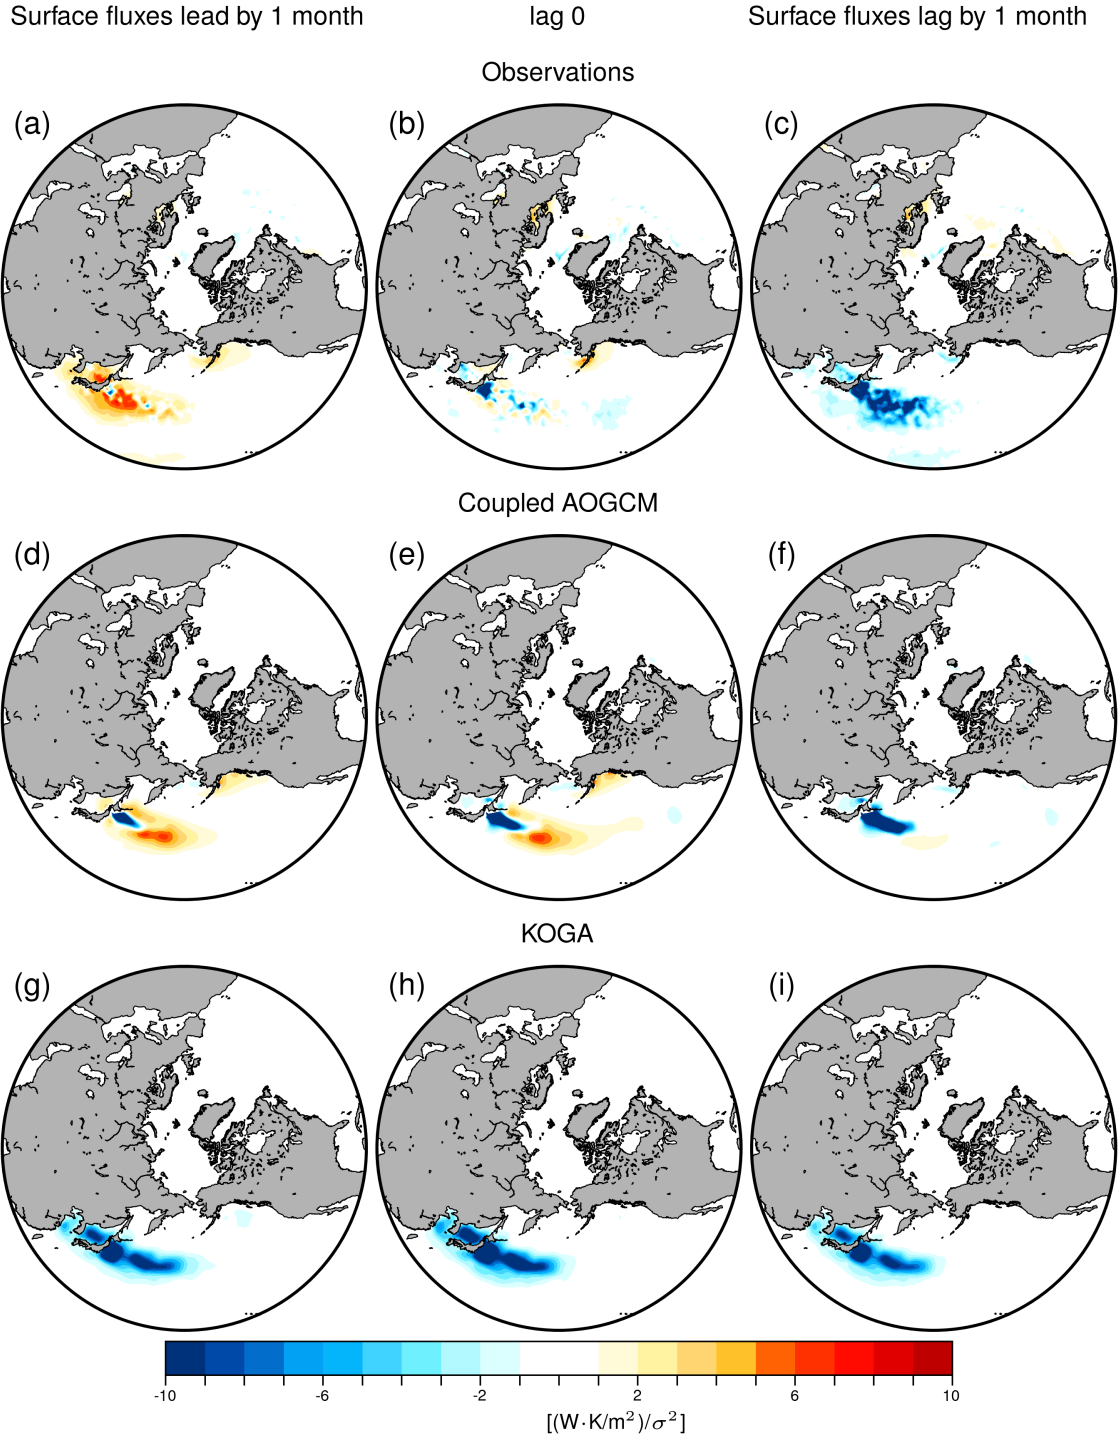 Surface fluxes lead by 1 month lag 0 Surface fluxes lag by 1 month
Observations
(a) (b) (c)
Coupled AOGCM
(d) (e) (f)
KOGA
(g) (h) (i)
-10 -6 -2 2 6 10
[(W·K/m²)/σ²]